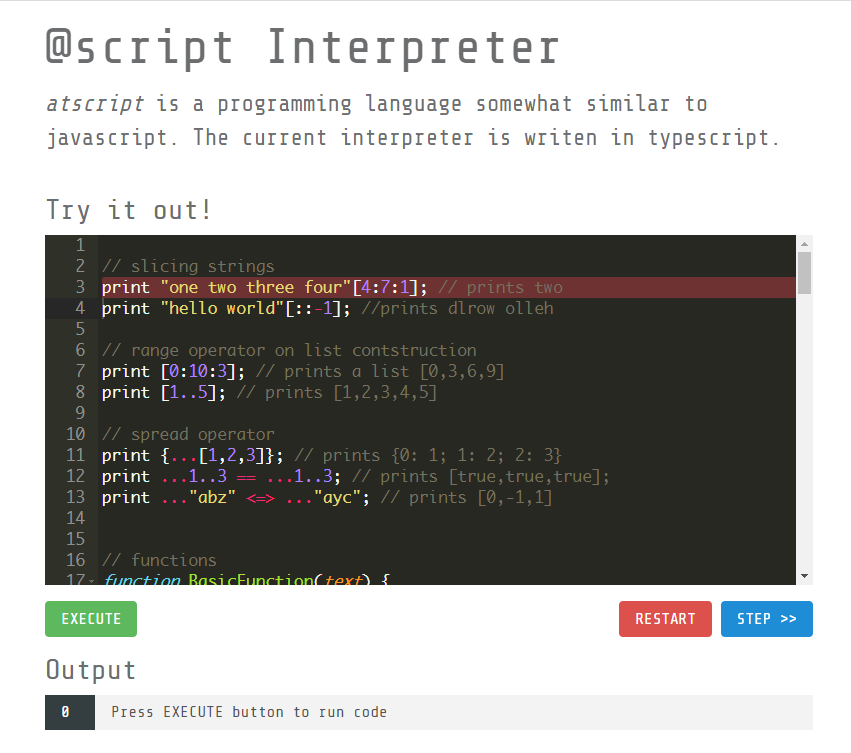 @script Interpreter
atscript is a programming language somewhat similar to
javascript. The current interpreter is writen in typescript.
Try it out!
1
2 // slicing strings
3 print "one two three four"[4:7:1]; // prints two
4 print "hello world"[::-1]; //prints dlrow olleh
5
6 // range operator on list contstruction
7 print [0:10:3]; // prints a list [0,3,6,9]
8 print [1..5]; // prints [1,2,3,4,5]
9
10 // spread operator
11 print {...[1,2,3]}; // prints {0: 1; 1: 2; 2: 3}
12 print ...1..3 == ...1..3; // prints [true,true,true];
13 print ..."abz" <=> ..."ayc"; // prints [0,-1,1]
14
15
16 // functions
17 function BasicFunction(text) {
EXECUTE RESTART STEP >>
Output
0 Press EXECUTE button to run code